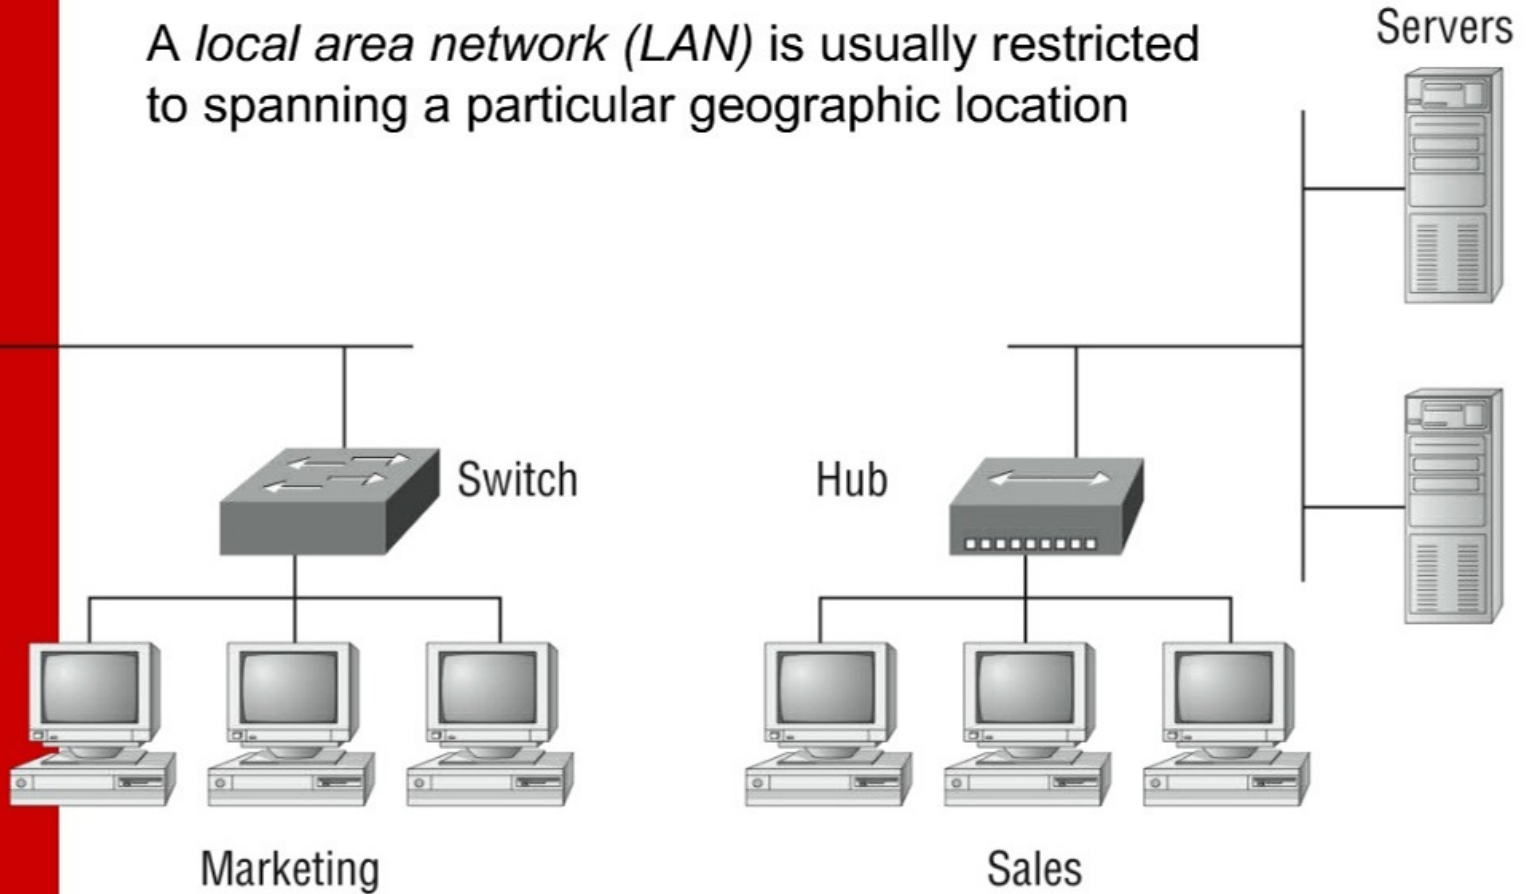 A local area network (LAN) is usually restricted
to spanning a particular geographic location
Servers
Switch
Hub
Marketing
Sales